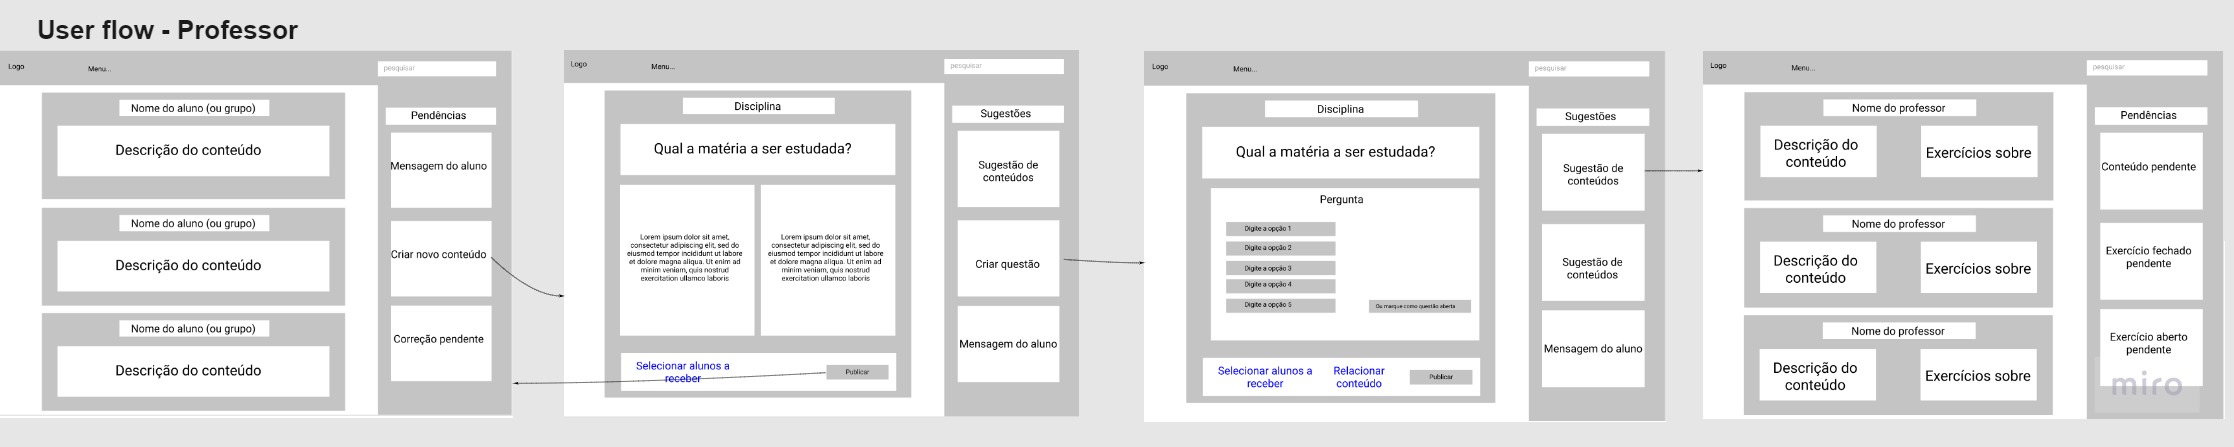 User flow - Professor
Logo
Menu...
pesquisar
Nome do aluno (ou grupo)
Descrição do conteúdo
Nome do aluno (ou grupo)
Descrição do conteúdo
Nome do aluno (ou grupo)
Descrição do conteúdo
Pendências
Mensagem do aluno
Criar novo conteúdo
Correção pendente
Logo
Menu...
pesquisar
Disciplina
Qual a matéria a ser estudada?
Lorem ipsum dolor sit amet,
consectetur adipiscing elit, sed do
eiusmod tempor incididunt ut labore
et dolore magna aliqua. Ut enim ad
minim veniam, quis nostrud
exercitation ullamco laboris
Lorem ipsum dolor sit amet,
consectetur adipiscing elit, sed do
eiusmod tempor incididunt ut labore
et dolore magna aliqua. Ut enim ad
minim veniam, quis nostrud
exercitation ullamco laboris
Selecionar alunos a
receber
Publicar
Sugestões
Sugestão de
conteúdos
Criar questão
Mensagem do aluno
Logo
Menu...
pesquisar
Disciplina
Qual a matéria a ser estudada?
Pergunta
Digite a opção 1
Digite a opção 2
Digite a opção 3
Digite a opção 4
Digite a opção 5
Ou marque como questão aberta
Selecionar alunos a
receber
Relacionar
conteúdo
Publicar
Sugestões
Sugestão de
conteúdos
Sugestão de
conteúdos
Mensagem do aluno
Logo
Menu...
pesquisar
Nome do professor
Descrição do
conteúdo
Exercícios sobre
Nome do professor
Descrição do
conteúdo
Exercícios sobre
Nome do professor
Descrição do
conteúdo
Exercícios sobre
Pendências
Conteúdo pendente
Exercício fechado
pendente
Exercício aberto
pendente
miro